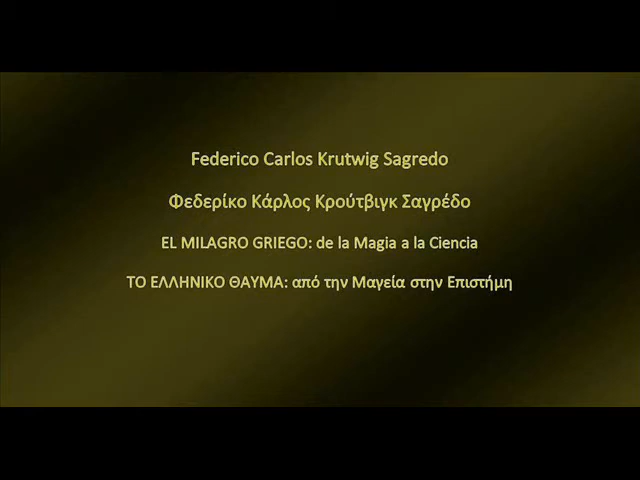 Federico Carlos Krutwig Sagredo
Φεδερίκο Κάρλος Κρούτβιγκ Σαγρέδο
EL MILAGRO GRIEGO: de la Magia a la Ciencia
ΤΟ ΕΛΛΗΝΙΚΟ ΘΑΥΜΑ: από την Μαγεία στην Επιστήμη